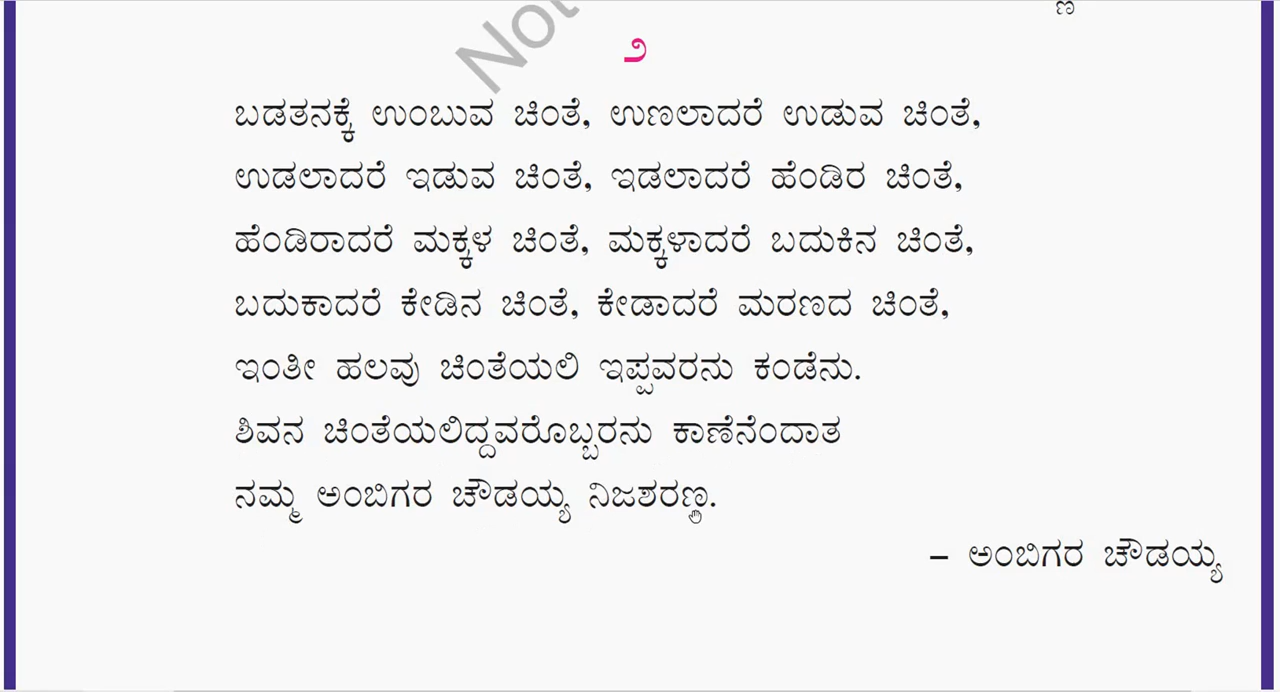 ಣ
Not
೨
ಬಡತನಕ್ಕೆ ಉಂಬುವ ಚಿಂತೆ, ಉಣಲಾದರೆ ಉಡುವ ಚಿಂತೆ,
ಉಡಲಾದರೆ ಇಡುವ ಚಿಂತೆ, ಇಡಲಾದರೆ ಹೆಂಡಿರ ಚಿಂತೆ,
ಹೆಂಡಿರಾದರೆ ಮಕ್ಕಳ ಚಿಂತೆ, ಮಕ್ಕಳಾದರೆ ಬದುಕಿನ ಚಿಂತೆ,
ಬದುಕಾದರೆ ಕೇಡಿನ ಚಿಂತೆ, ಕೇಡಾದರೆ ಮರಣದ ಚಿಂತೆ,
ಇಂತೀ ಹಲವು ಚಿಂತೆಯಲಿ ಇಪ್ಪವರನು ಕಂಡೆನು.
ಶಿವನ ಚಿಂತೆಯಲಿದ್ದವರೊಬ್ಬರನು ಕಾಣೆನೆಂದಾತ
ನಮ್ಮ ಅಂಬಿಗರ ಚೌಡಯ್ಯ ನಿಜಶರಣ್ಣ.
– ಅಂಬಿಗರ ಚೌಡಯ್ಯ